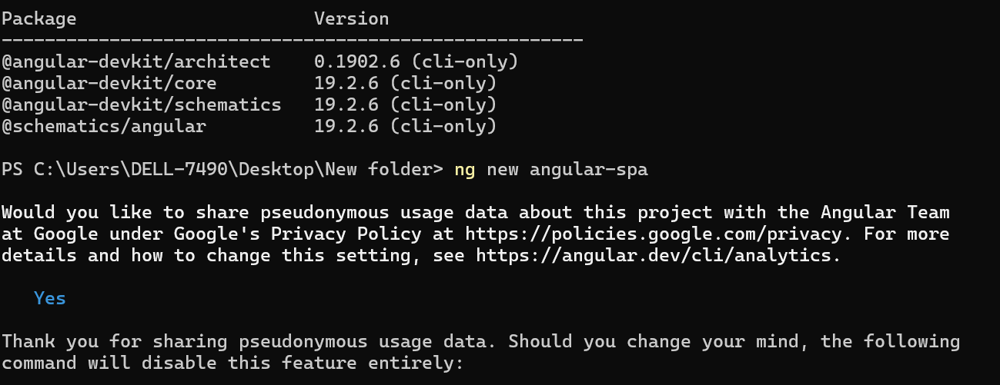 Package                      Version
------------------------------------------------------
@angular-devkit/architect    0.1902.6 (cli-only)
@angular-devkit/core         19.2.6 (cli-only)
@angular-devkit/schematics   19.2.6 (cli-only)
@schematics/angular          19.2.6 (cli-only)
PS C:\Users\DELL-7490\Desktop\New folder> ng new angular-spa
Would you like to share pseudonymous usage data about this project with the Angular Team
at Google under Google's Privacy Policy at https://policies.google.com/privacy. For more
details and how to change this setting, see https://angular.dev/cli/analytics.
Yes
Thank you for sharing pseudonymous usage data. Should you change your mind, the following
command will disable this feature entirely: